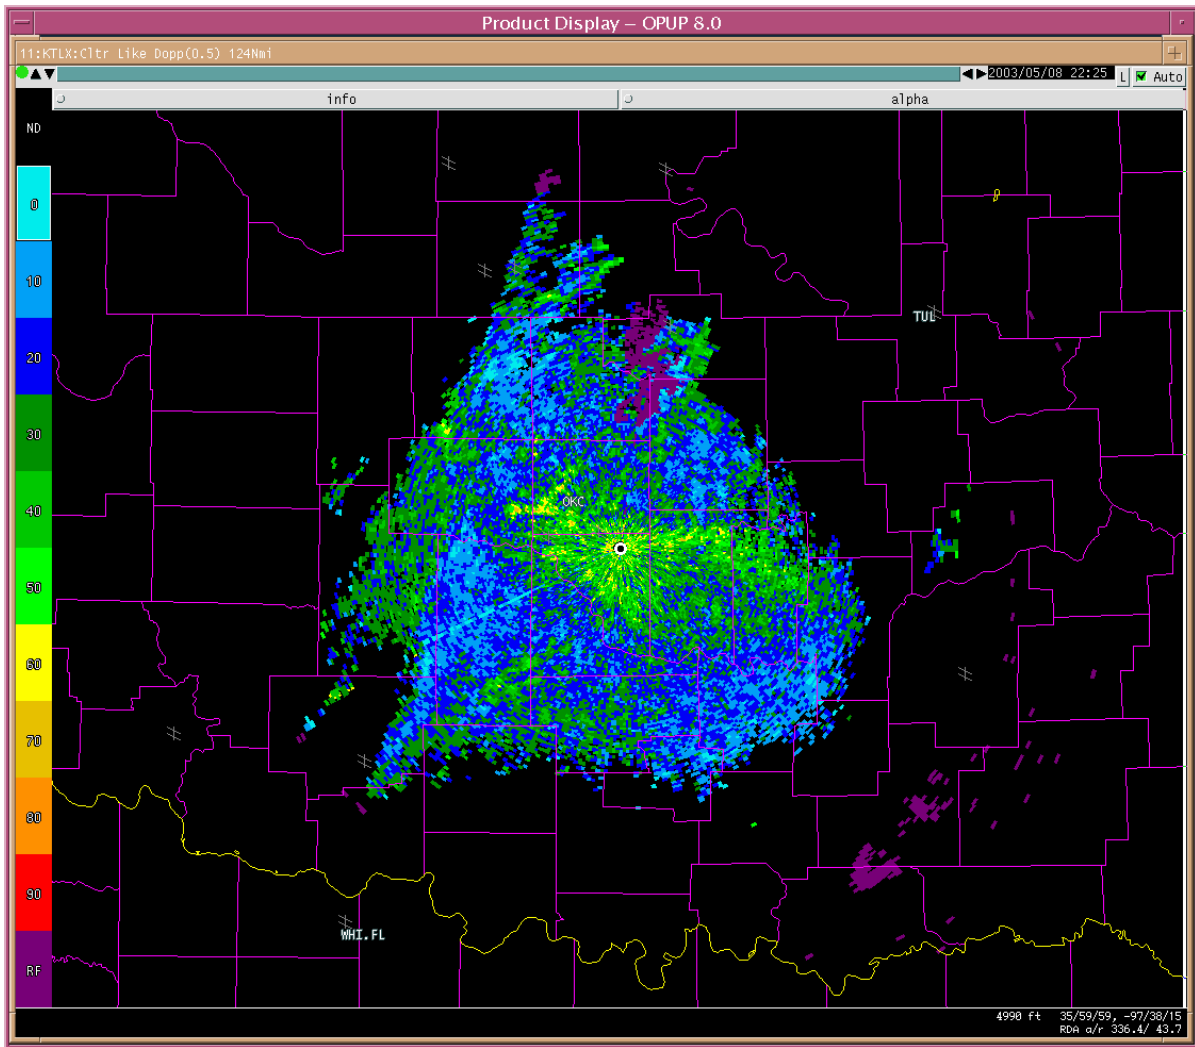 Product Display – OPUP 8.0
11:KTLX:Cltr Like Dopp(0.5) 124Nmi
2003/05/08 22:25 L Auto
info alpha
ND
0
10
20
30
40
50
60
70
80
90
RF
TUL
OKC
WHI.FL
4990 ft 35/59/59, -97/38/15
RDA a/r 336.4/ 43.7